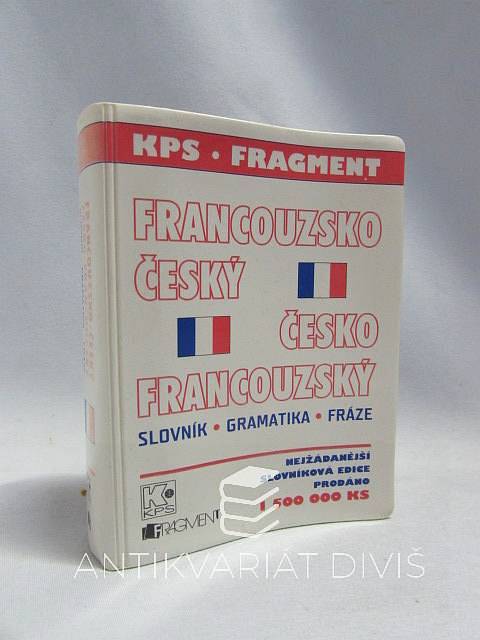 KPS • FRAGMENT
FRANCOUZSKO
ČESKÝ
ČESKO
FRANCOUZSKÝ
SLOVNÍK • GRAMATIKA • FRÁZE
NEJŽÁDANĚJŠÍ
SLOVNÍKOVÁ EDICE
PRODÁNO
1 500 000 KS
K
KPS
FRAGMENT
ANTIKVARIÁT DIVIŠ